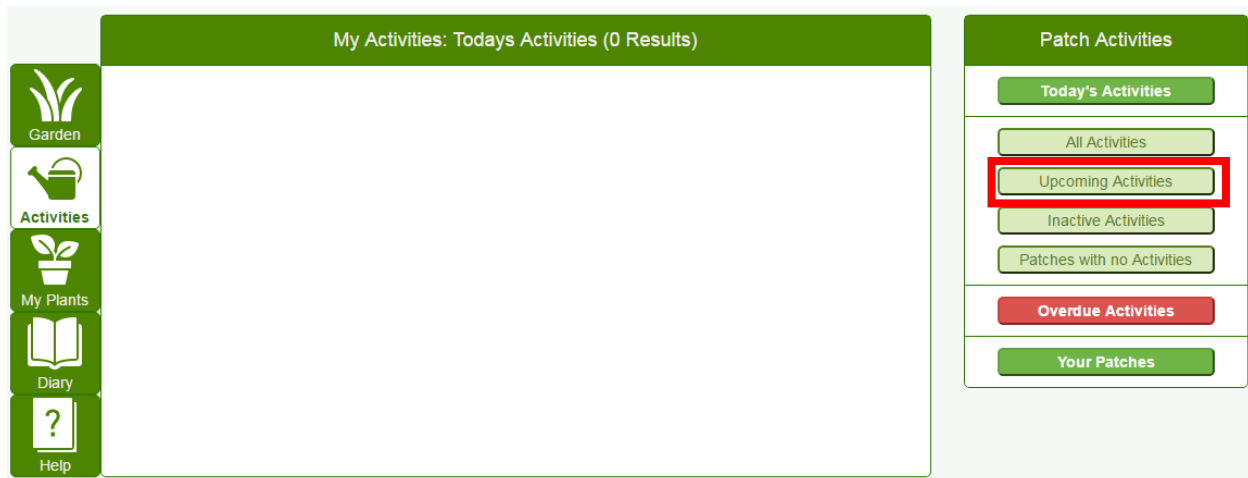 My Activities: Todays Activities (0 Results)
Garden
Activities
My Plants
Diary
?
Help
Patch Activities
Today's Activities
All Activities
Upcoming Activities
Inactive Activities
Patches with no Activities
Overdue Activities
Your Patches